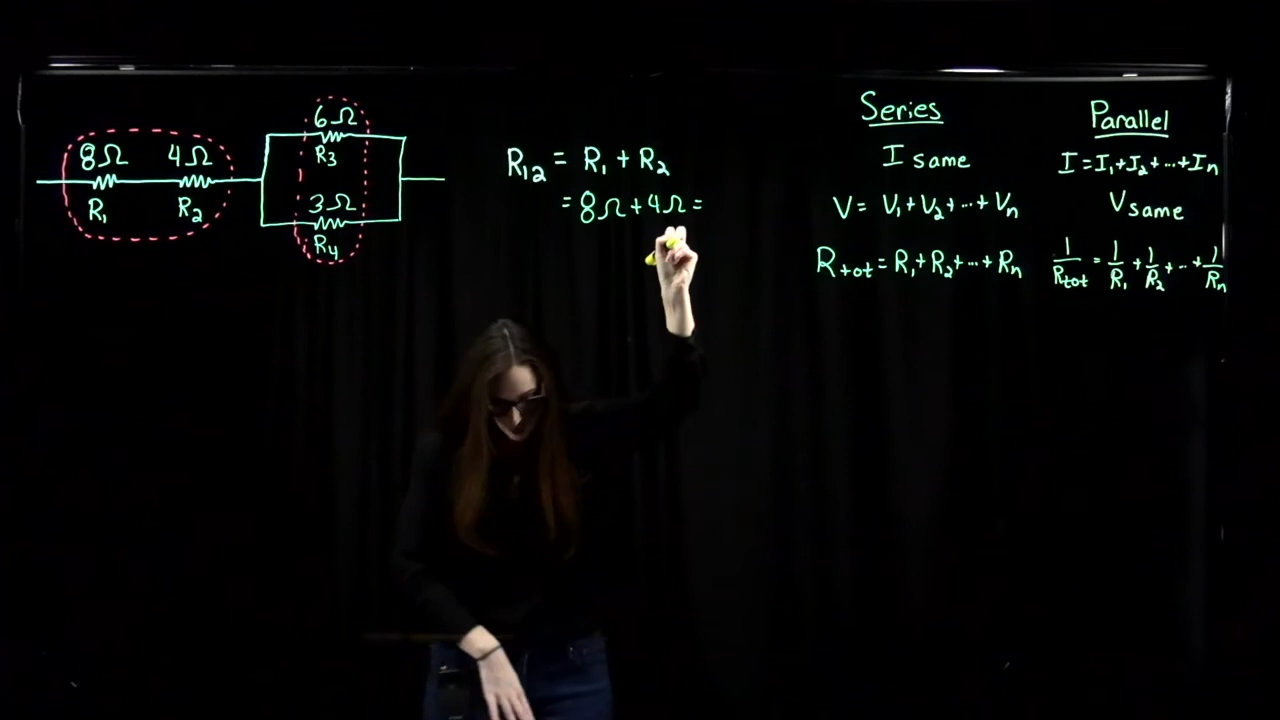 6Ω
R₃
8Ω 4Ω
R₁ R₂
3Ω
R₄
R₁₂ = R₁ + R₂
= 8Ω + 4Ω =
Series
I same
V = V₁ + V₂ + ... + Vₙ
Rₜₒₜ = R₁ + R₂ + ... + Rₙ
Parallel
I = I₁ + I₂ + ... + Iₙ
V same
1/Rₜₒₜ = 1/R₁ + 1/R₂ + ... + 1/Rₙ